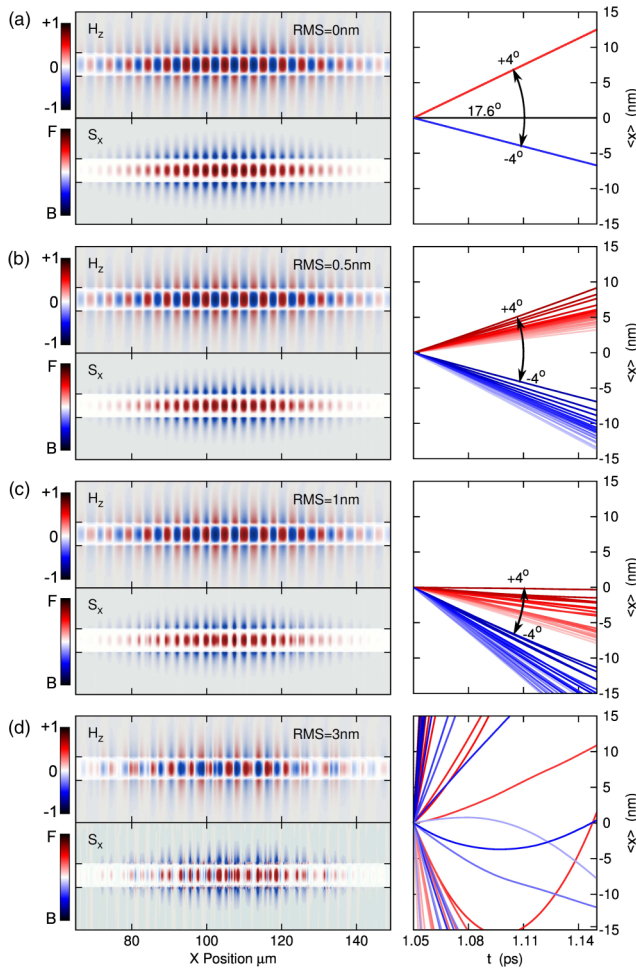 (a) +1 0 -1 H_z RMS=0nm
F B S_x
+4° 17.6° -4°
15 10 5 0 -5 -10 -15 <x> (nm)
(b) +1 0 -1 H_z RMS=0.5nm
F B S_x
+4° -4°
15 10 5 0 -5 -10 -15 <x> (nm)
(c) +1 0 -1 H_z RMS=1nm
F B S_x
+4° -4°
15 10 5 0 -5 -10 -15 <x> (nm)
(d) +1 0 -1 H_z RMS=3nm
F B S_x
15 10 5 0 -5 -10 -15 <x> (nm)
80 100 120 140
X Position μm
1.05 1.08 1.11 1.14
t (ps)